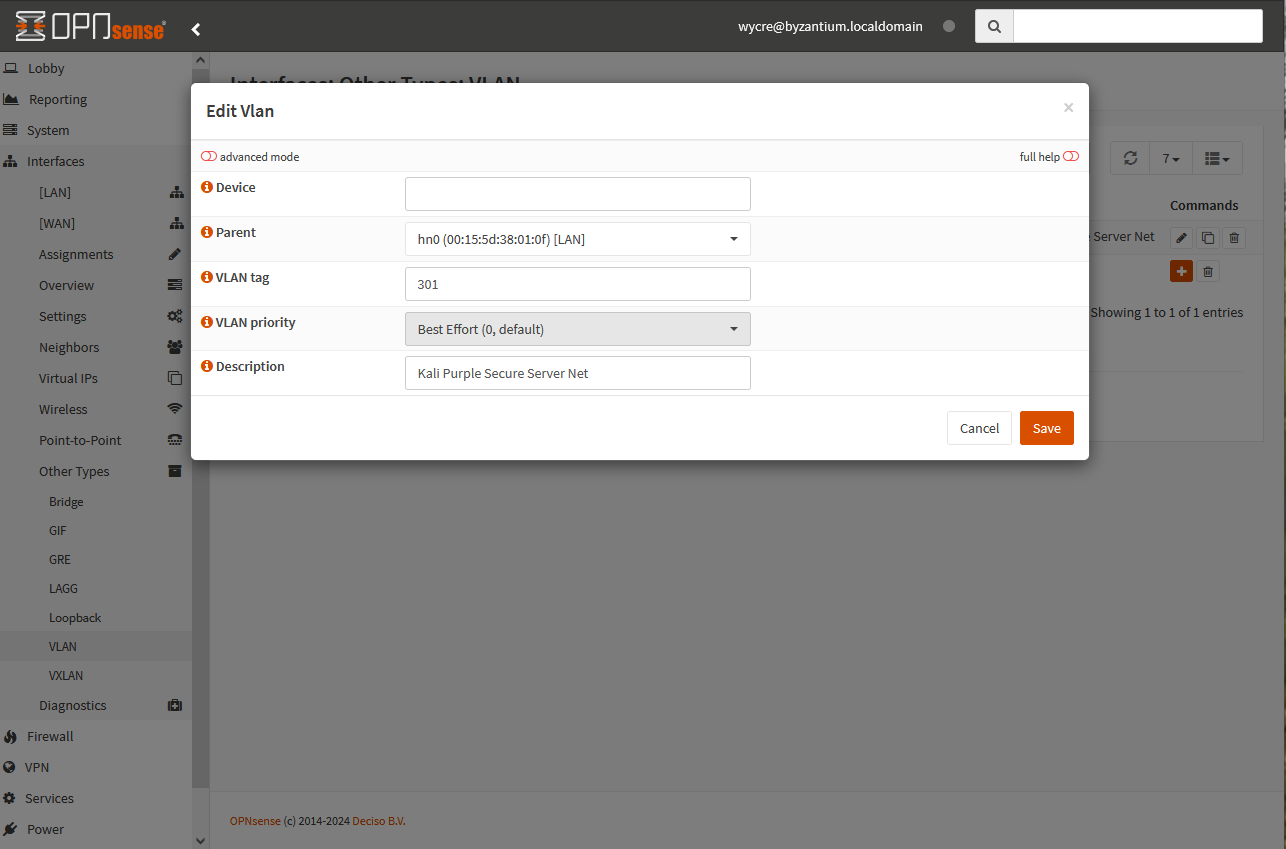 OPNsense®
wycre@byzantium.localdomain
Lobby
Reporting
System
Interfaces
[LAN]
[WAN]
Assignments
Overview
Settings
Neighbors
Virtual IPs
Wireless
Point-to-Point
Other Types
Bridge
GIF
GRE
LAGG
Loopback
VLAN
VXLAN
Diagnostics
Firewall
VPN
Services
Power
Interfaces: Other Types: VLAN
Edit Vlan ×
advanced mode full help
Device
Parent hn0 (00:15:5d:38:01:0f) [LAN]
VLAN tag 301
VLAN priority Best Effort (0, default)
Description Kali Purple Secure Server Net
Cancel Save
7
Commands
Server Net
Showing 1 to 1 of 1 entries
OPNsense (c) 2014-2024 Deciso B.V.